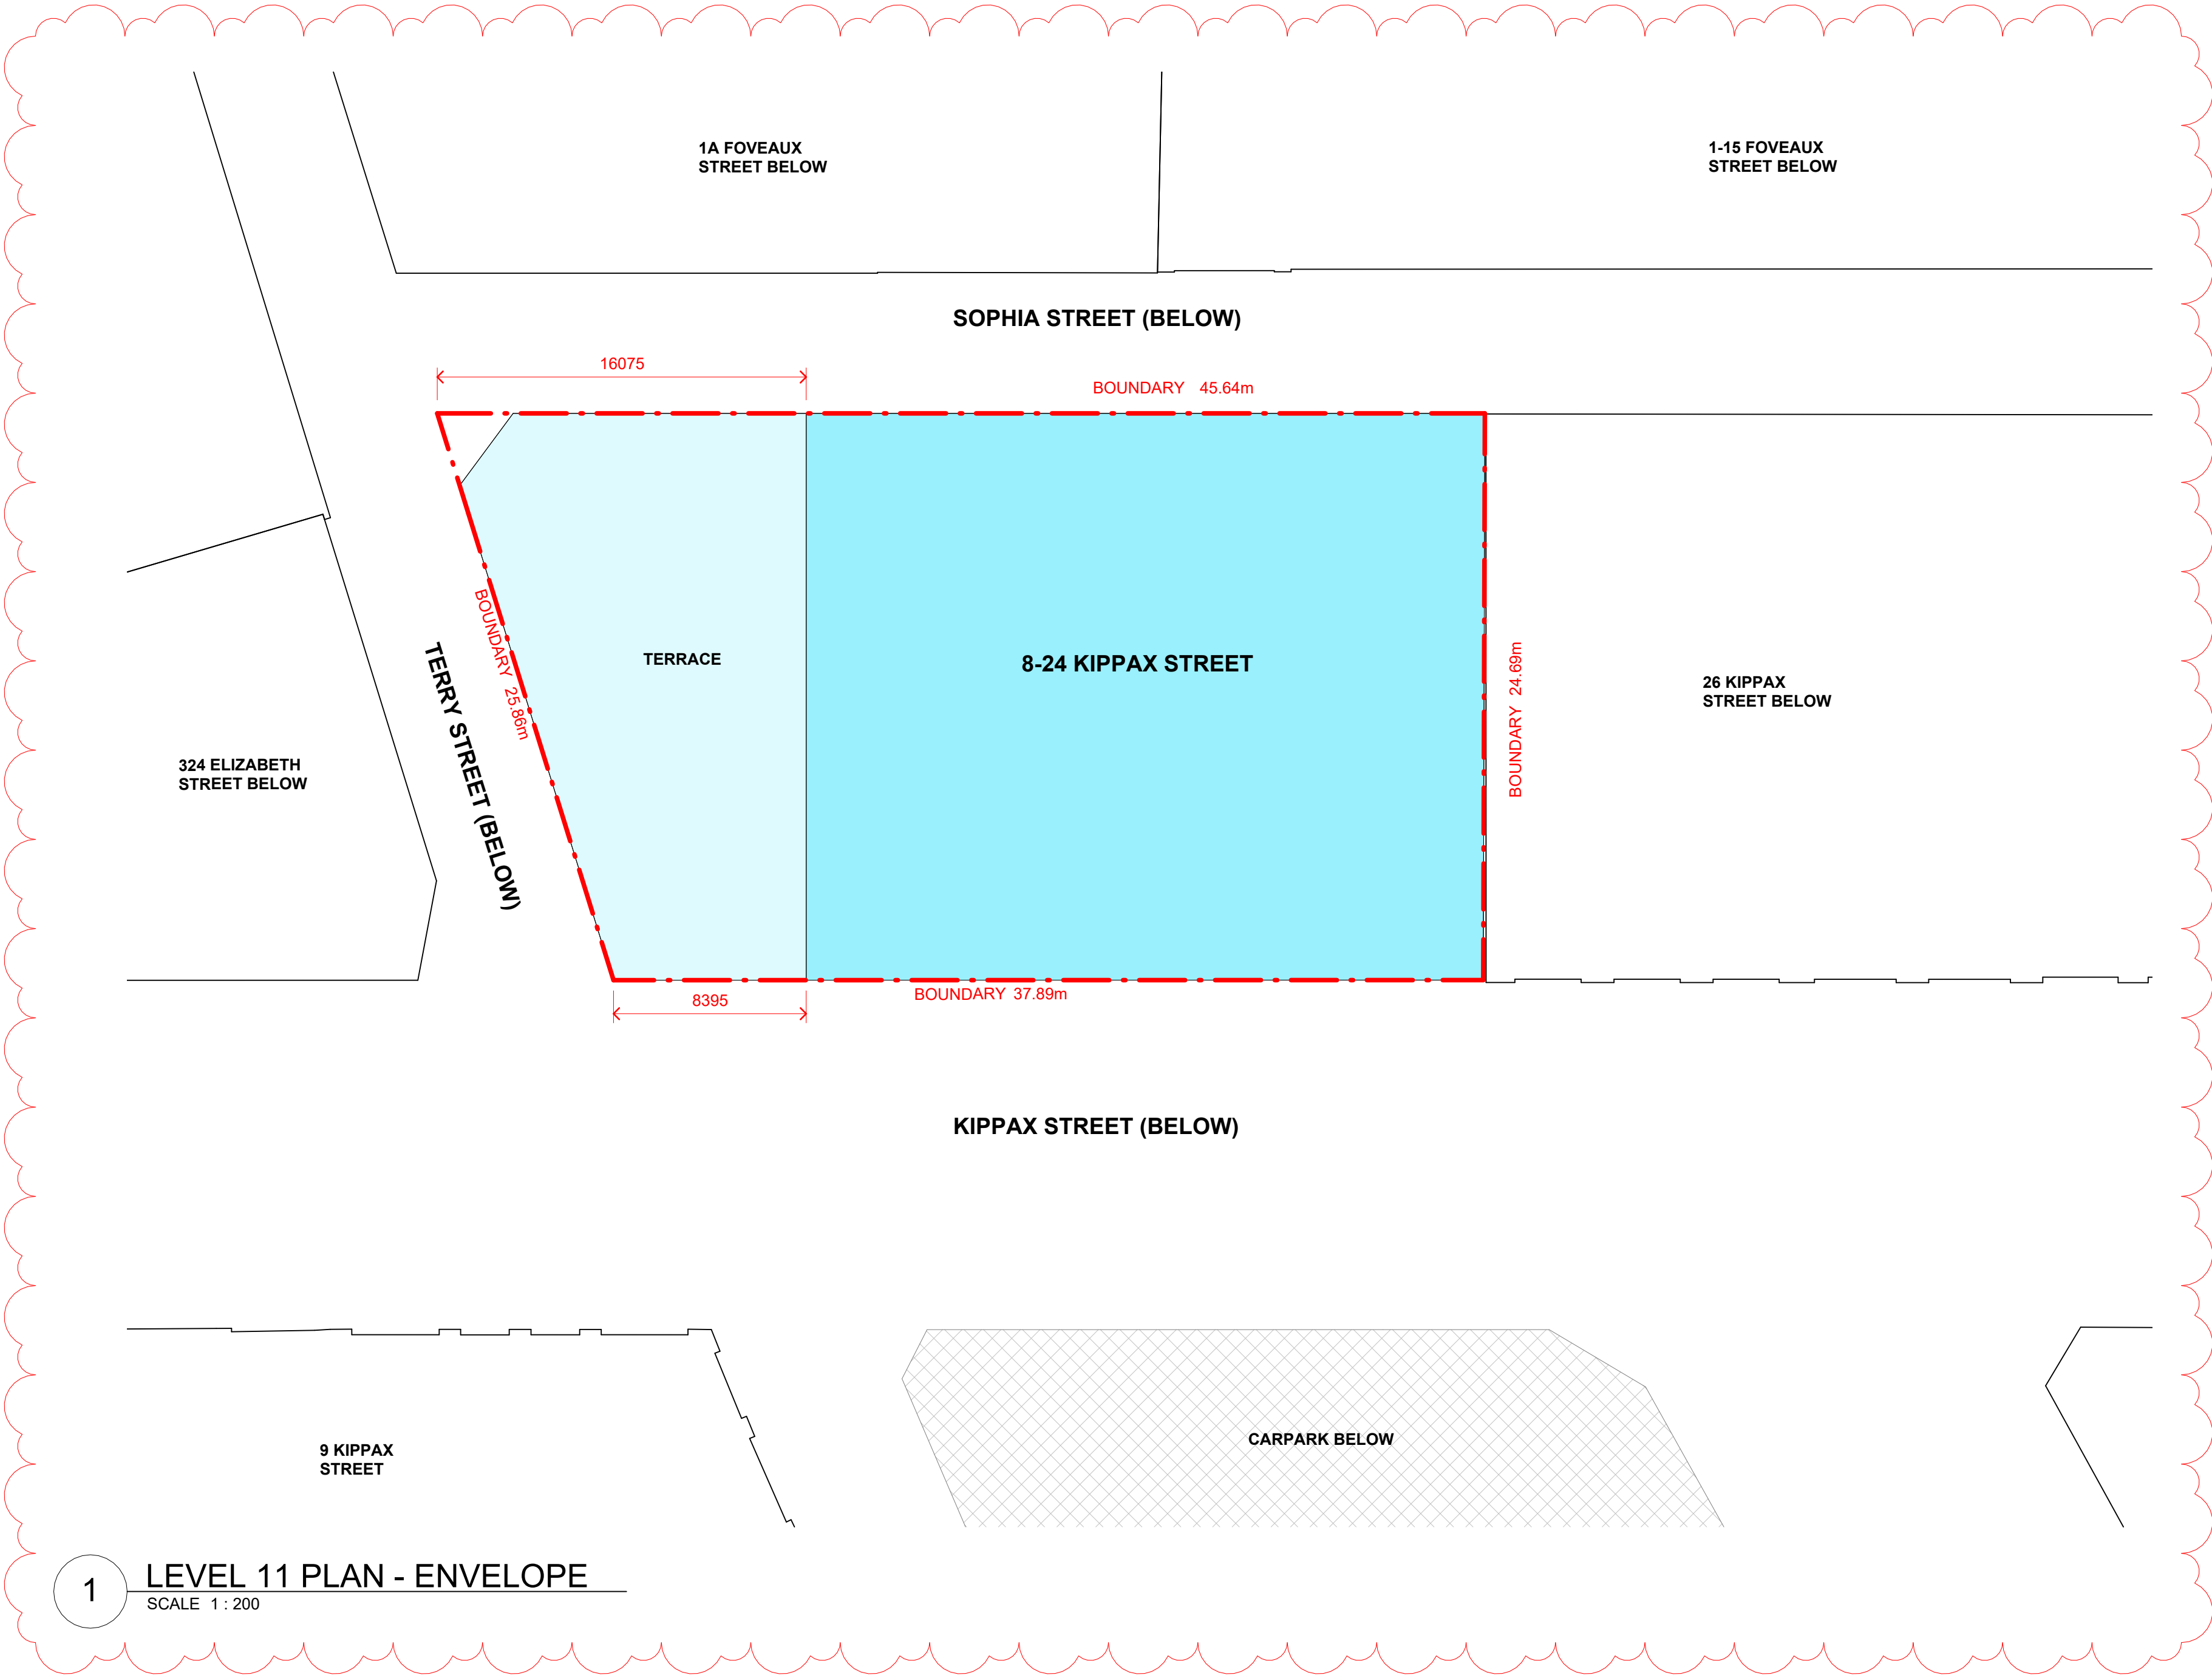 1A FOVEAUX
STREET BELOW
1-15 FOVEAUX
STREET BELOW
SOPHIA STREET (BELOW)
16075
BOUNDARY 45.64m
BOUNDARY 25.86m
TERRACE
8-24 KIPPAX STREET
BOUNDARY 24.69m
26 KIPPAX
STREET BELOW
TERRY STREET (BELOW)
324 ELIZABETH
STREET BELOW
8395
BOUNDARY 37.89m
KIPPAX STREET (BELOW)
9 KIPPAX
STREET
CARPARK BELOW
1
LEVEL 11 PLAN - ENVELOPE
SCALE 1 : 200